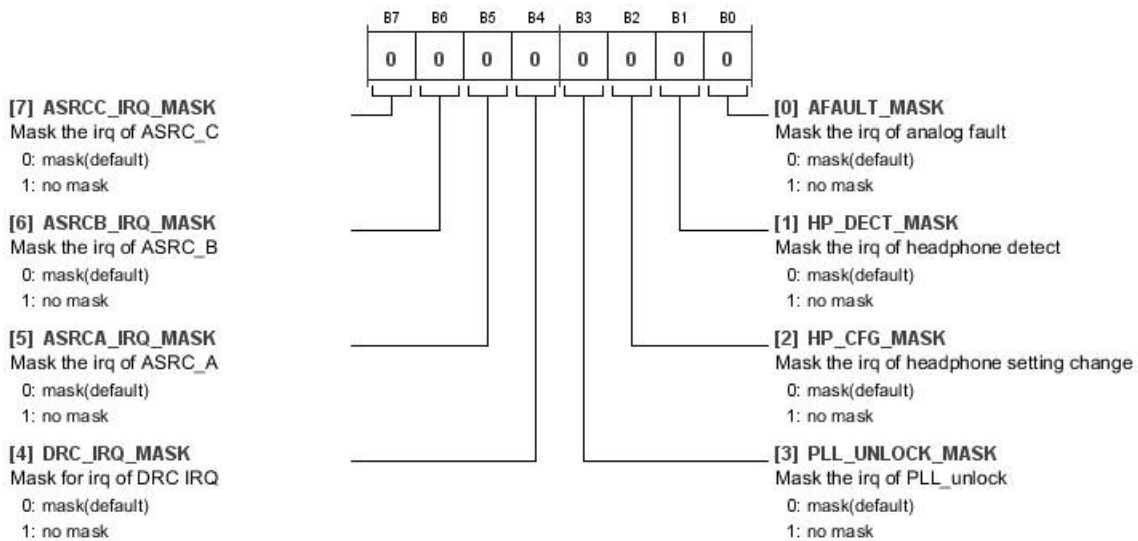 B7 B6 B5 B4 B3 B2 B1 B0
0 0 0 0 0 0 0 0
[7] ASRCC_IRQ_MASK
Mask the irq of ASRC_C
0: mask(default)
1: no mask
[6] ASRCB_IRQ_MASK
Mask the irq of ASRC_B
0: mask(default)
1: no mask
[5] ASRCA_IRQ_MASK
Mask the irq of ASRC_A
0: mask(default)
1: no mask
[4] DRC_IRQ_MASK
Mask for irq of DRC IRQ
0: mask(default)
1: no mask
[0] AFAULT_MASK
Mask the irq of analog fault
0: mask(default)
1: no mask
[1] HP_DECT_MASK
Mask the irq of headphone detect
0: mask(default)
1: no mask
[2] HP_CFG_MASK
Mask the irq of headphone setting change
0: mask(default)
1: no mask
[3] PLL_UNLOCK_MASK
Mask the irq of PLL_unlock
0: mask(default)
1: no mask